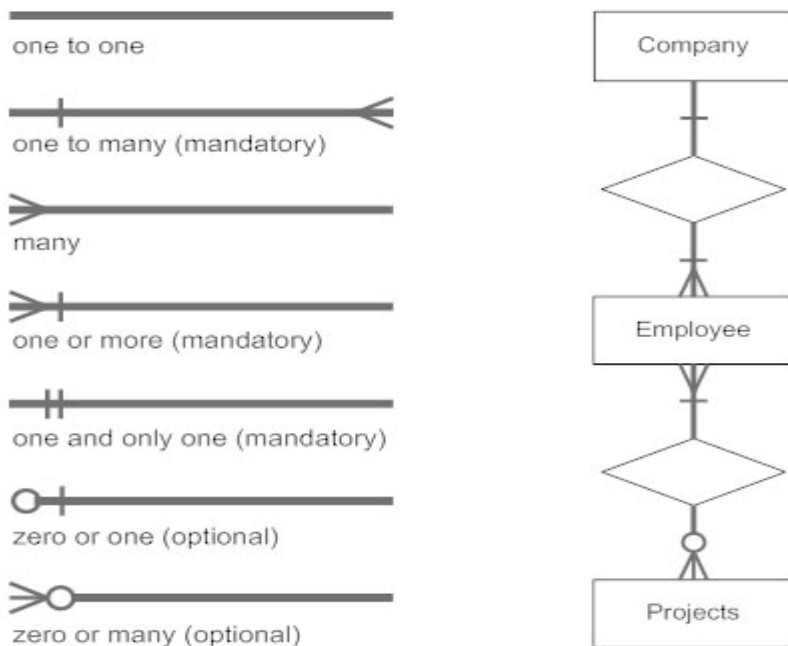 one to one
one to many (mandatory)
many
one or more (mandatory)
one and only one (mandatory)
zero or one (optional)
zero or many (optional)
Company
Employee
Projects